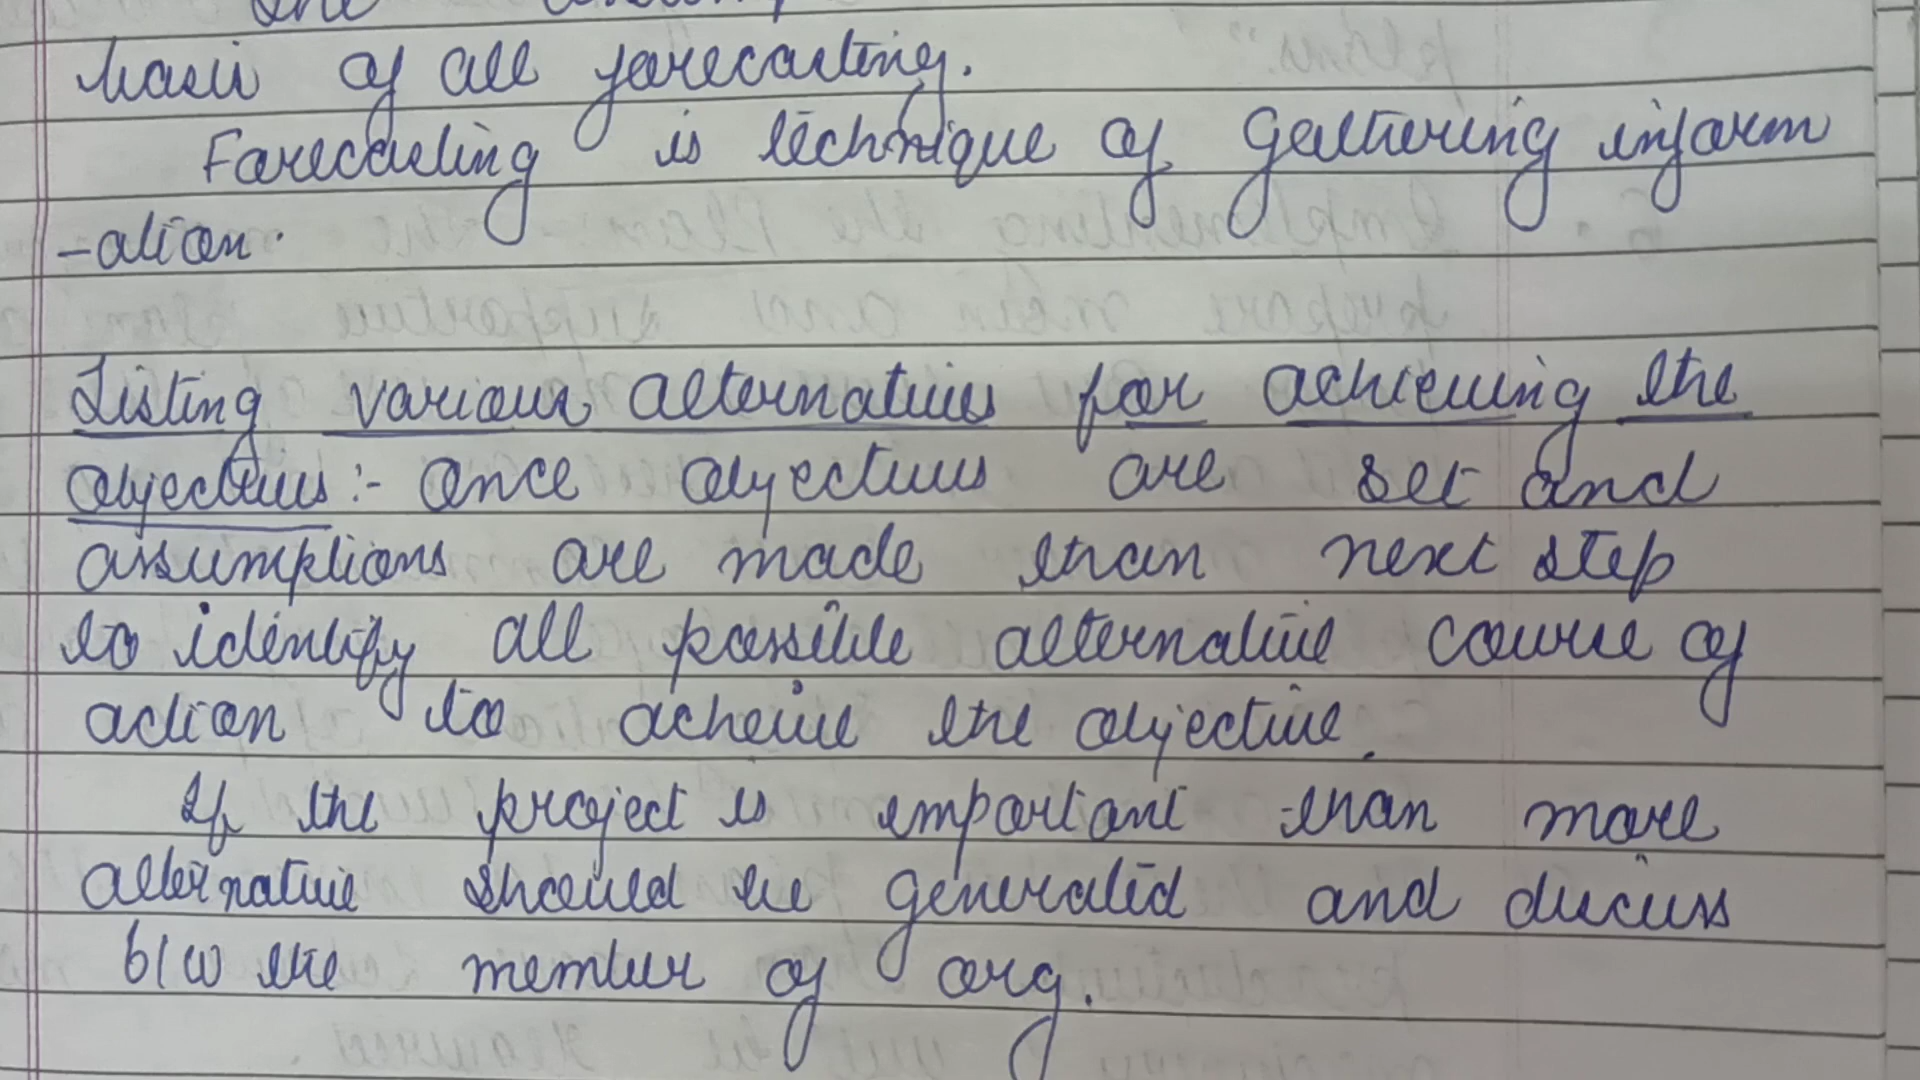 the
basis of all forecasting.
Forecasting is technique of gathering inform
-ation.
Listing various alternatives for achieving the
objectives:- once objectives are set and
assumptions are made than next step
to identify all possible alternative course of
action to acheive the objective.
If the project is important than more
alternative should be generated and discuss
b/w the member of org.